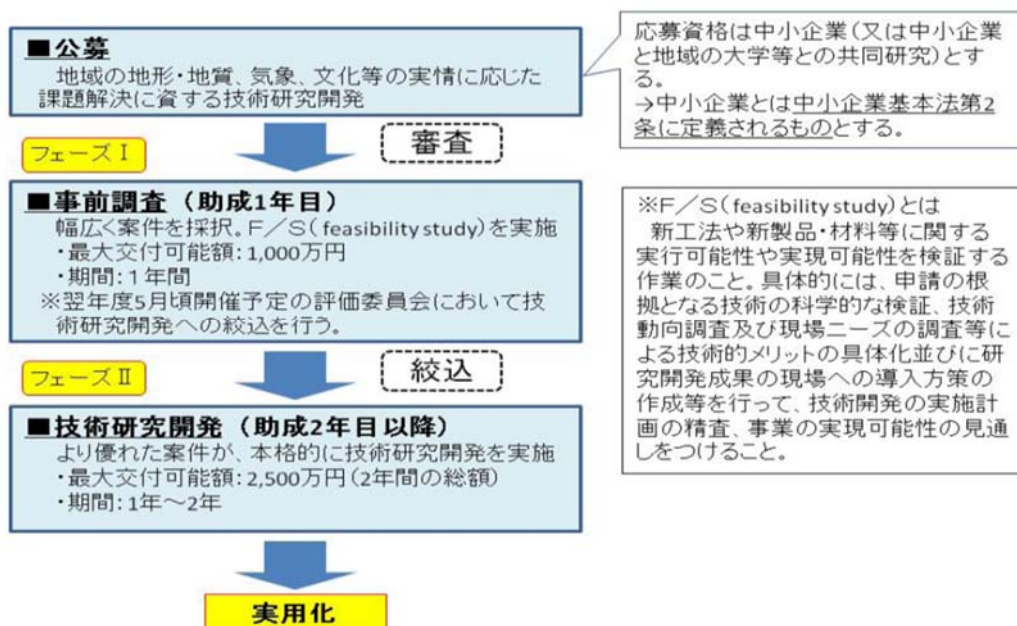 ■公募
地域の地形・地質、気象、文化等の実情に応じた
課題解決に資する技術研究開発
応募資格は中小企業(又は中小企業
と地域の大学等との共同研究)とす
る。
→中小企業とは中小企業基本法第2
条に定義されるものとする。
審査
フェーズⅠ
■事前調査(助成1年目)
幅広く案件を採択。F/S(feasibility study)を実施
・最大交付可能額:1,000万円
・期間:1年間
※翌年度5月頃開催予定の評価委員会において技
術研究開発への絞込を行う。
※F/S(feasibility study)とは
新工法や新製品・材料等に関する
実行可能性や実現可能性を検証する
作業のこと。具体的には、申請の根
拠となる技術の科学的な検証、技術
動向調査及び現場ニーズの調査等
による技術的メリットの具体化並びに研
究開発成果の現場への導入方策の
作成等を行って、技術開発の実施計
画の精査、事業の実現可能性の見通
しをつけること。
絞込
フェーズⅡ
■技術研究開発(助成2年目以降)
より優れた案件が、本格的に技術研究開発を実施
・最大交付可能額:2,500万円(2年間の総額)
・期間:1年~2年
実用化